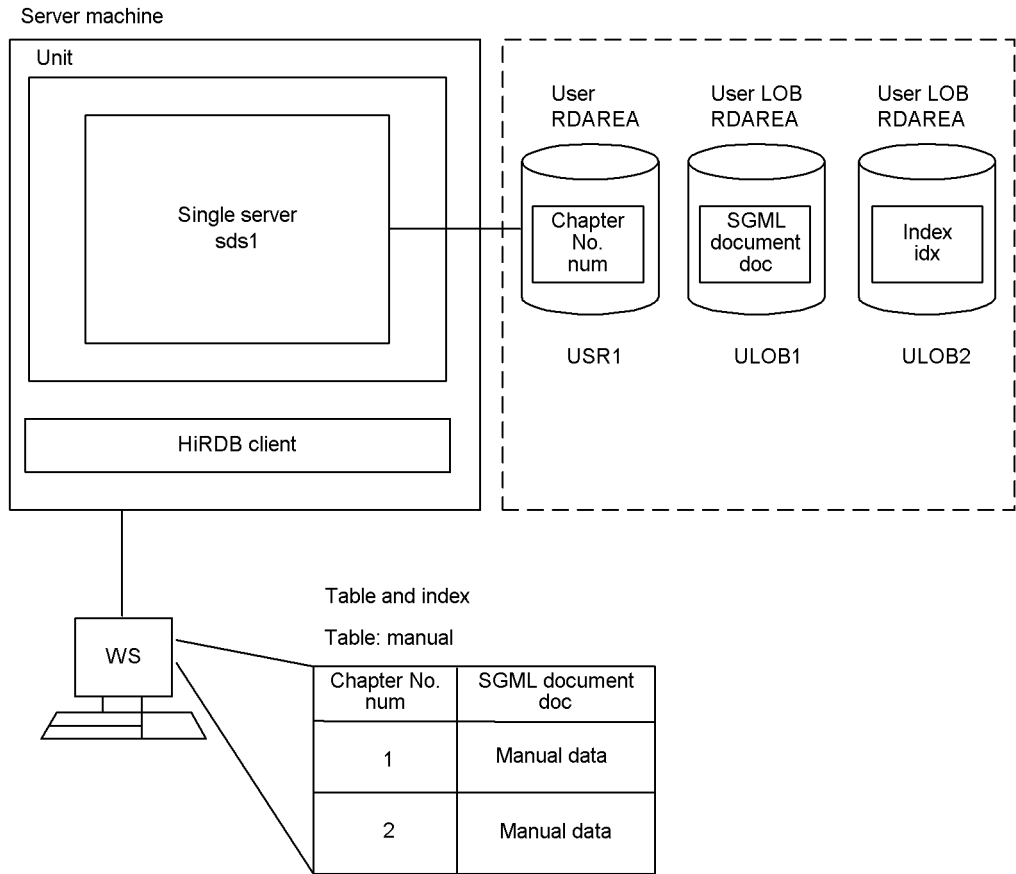 Server machine
Unit
Single server
sds1
HiRDB client
User
RDAREA
User LOB
RDAREA
User LOB
RDAREA
Chapter
No.
num
SGML
document
doc
Index
idx
USR1
ULOB1
ULOB2
WS
Table and index
Table: manual
Chapter No.
num
SGML document
doc
1
Manual data
2
Manual data